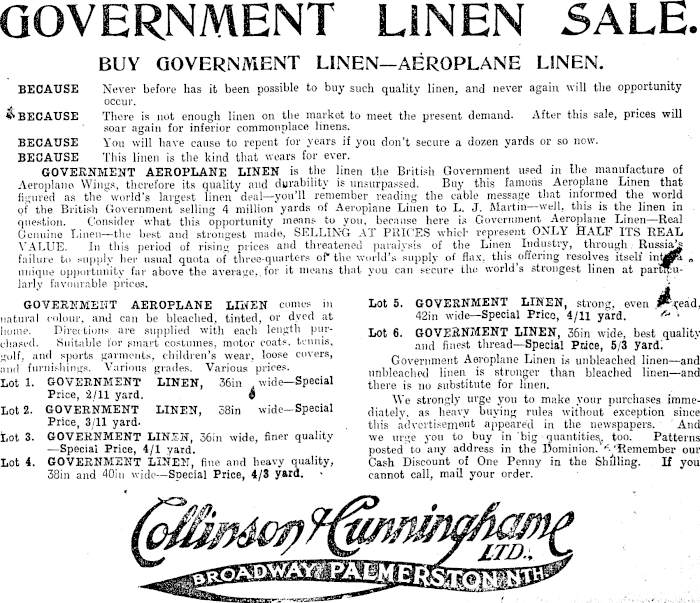 GOVERNMENT LINEN SALE.
BUY GOVERNMENT LINEN—AEROPLANE LINEN.
BECAUSE Never before has it been possible to buy such quality linen, and never again will the opportunity
occur.
BECAUSE There is not enough linen on the market to meet the present demand. After this sale, prices will
soar again for inferior commonplace linens.
BECAUSE You will have cause to repent for years if you don't secure a dozen yards or so now.
BECAUSE This linen is the kind that wears for ever.
GOVERNMENT AEROPLANE LINEN is the linen the British Government used in the manufacture of
Aeroplane Wings, therefore its quality and durability is unsurpassed. Buy this famous Aeroplane Linen that
figured as the world's largest linen deal—you'll remember reading the cable message that informed the world
of the British Government selling 4 million yards of Aeroplane Linen to L. J. Martin—well, this is the linen in
question. Consider what this opportunity means to you, because here is Government Aeroplane Linen—Real
Genuine Linen—the best and strongest made, SELLING AT PRICES which represent ONLY HALF ITS REAL
VALUE. In this period of rising prices and threatened paralysis of the Linen Industry, through Russia's
failure to supply her usual quota of three-quarters of the world's supply of flax, this offering resolves itself into a
unique opportunity far above the average, for it means that you can secure the world's strongest linen at particu-
larly favourable prices.
GOVERNMENT AEROPLANE LINEN comes in
natural colour, and can be bleached, tinted, or dyed at
home. Directions are supplied with each length pur-
chased. Suitable for smart costumes, motor coats, tennis,
golf, and sports garments, children's wear, loose covers,
and furnishings. Various grades. Various prices.
Lot 1. GOVERNMENT LINEN, 36in wide—Special
Price, 2/11 yard.
Lot 2. GOVERNMENT LINEN, 38in wide—Special
Price, 3/11 yard.
Lot 3. GOVERNMENT LINEN, 36in wide, finer quality
—Special Price, 4/1 yard.
Lot 4. GOVERNMENT LINEN, fine and heavy quality,
38in and 40in wide—Special Price, 4/3 yard.
Lot 5. GOVERNMENT LINEN, strong, even thread,
42in wide—Special Price, 4/11 yard.
Lot 6. GOVERNMENT LINEN, 36in wide, best quality
and finest thread—Special Price, 5/3 yard.
Government Aeroplane Linen is unbleached linen—and
unbleached linen is stronger than bleached linen—and
there is no substitute for linen.
We strongly urge you to make your purchases imme-
diately, as heavy buying rules without exception since
this advertisement appeared in the newspapers. And
we urge you to buy in big quantities, too. Patterns
posted to any address in the Dominion. Remember our
Cash Discount of One Penny in the Shilling. If you
cannot call, mail your order.
Collinson & Cunninghame
LTD.,
BROADWAY PALMERSTON NTH